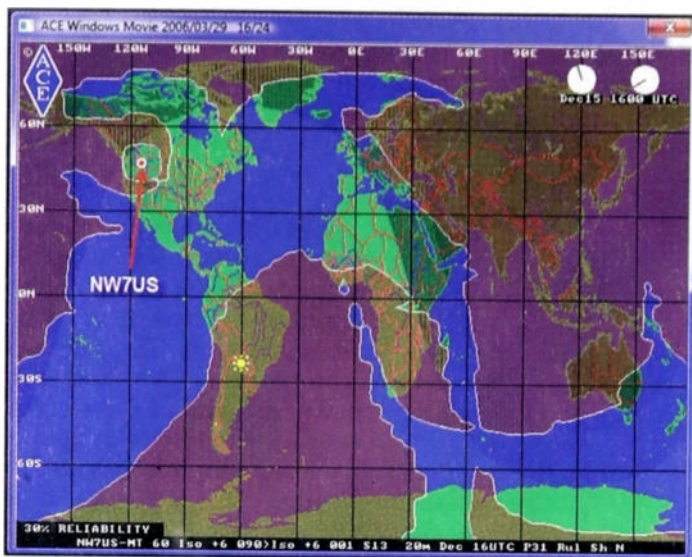 ACE Windows Movie 2006/03/29 16/24
© 150W 120W 90W 60W 30W 0E 30E 60E 90E 120E 150E
ACE
Dec15 1600 UTC
60N
30N
NW7US
0N
30S
60S
30% RELIABILITY
NW7US-MT 60 Iso +6 090>Iso +6 001 S13 20m Dec 16UTC P31 Rul Sh N